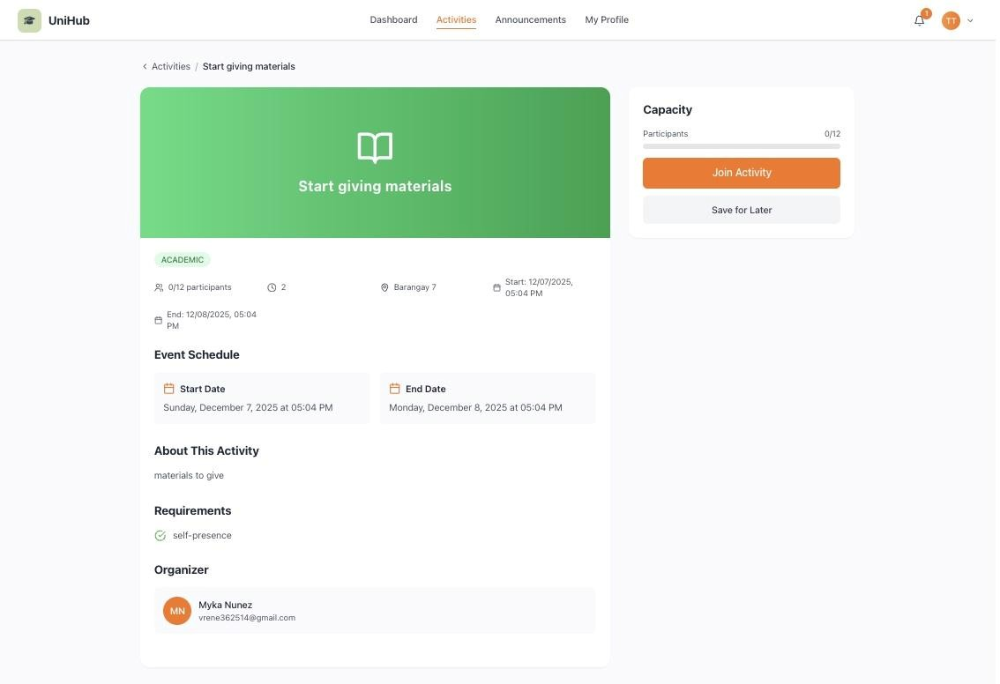 UniHub
Dashboard Activities Announcements My Profile
1
TT
Activities / Start giving materials
Start giving materials
ACADEMIC
0/12 participants
2
Barangay 7
Start: 12/07/2025,
05:04 PM
End: 12/08/2025, 05:04
PM
Event Schedule
Start Date
Sunday, December 7, 2025 at 05:04 PM
End Date
Monday, December 8, 2025 at 05:04 PM
About This Activity
materials to give
Requirements
self-presence
Organizer
MN
Myka Nunez
vrene362514@gmail.com
Capacity
Participants 0/12
Join Activity
Save for Later